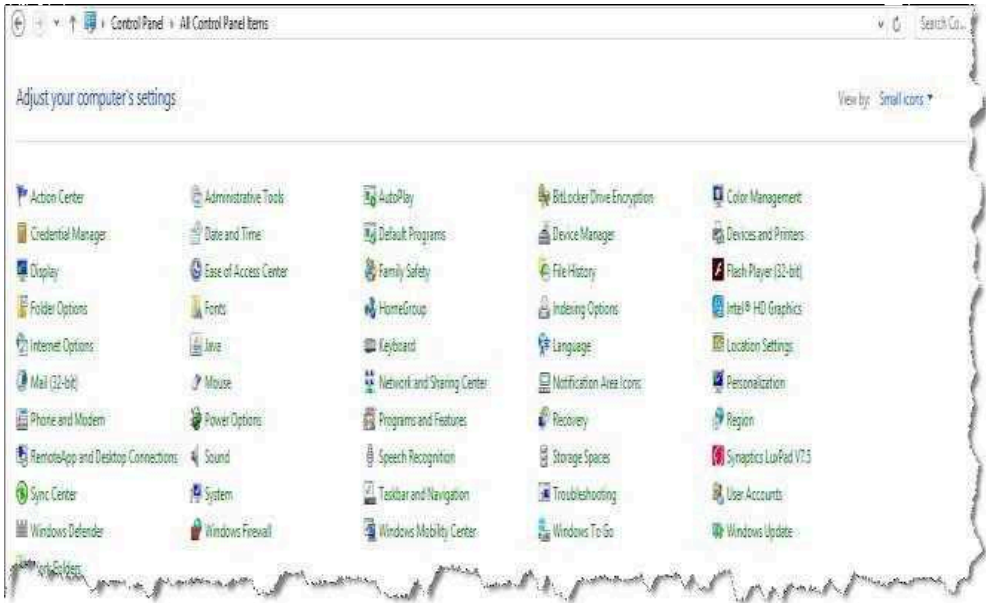 Control Panel › All Control Panel Items
Search Co...
Adjust your computer's settings
View by: Small icons
Action Center Administrative Tools AutoPlay BitLocker Drive Encryption Color Management
Credential Manager Date and Time Default Programs Device Manager Devices and Printers
Display Ease of Access Center Family Safety File History Flash Player (32-bit)
Folder Options Fonts HomeGroup Indexing Options Intel® HD Graphics
Internet Options Java Keyboard Language Location Settings
Mail (32-bit) Mouse Network and Sharing Center Notification Area Icons Personalization
Phone and Modem Power Options Programs and Features Recovery Region
RemoteApp and Desktop Connections Sound Speech Recognition Storage Spaces Synaptics LuxPad V7.5
Sync Center System Taskbar and Navigation Troubleshooting User Accounts
Windows Defender Windows Firewall Windows Mobility Center Windows To Go Windows Update
Work Folders